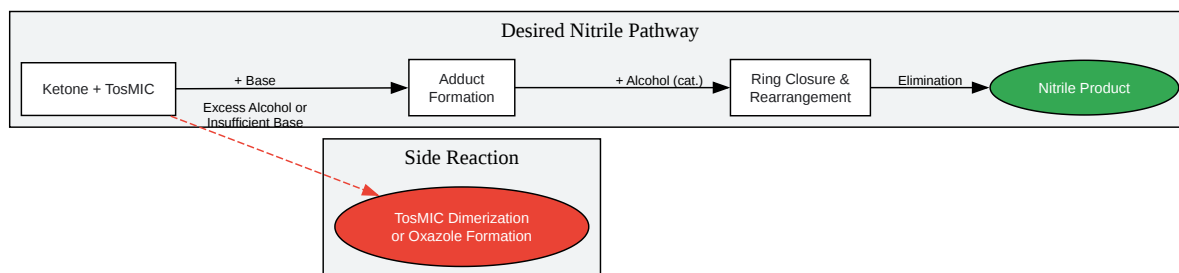 Desired Nitrile Pathway
Ketone + TosMIC
+ Base
Adduct
Formation
+ Alcohol (cat.)
Ring Closure &
Rearrangement
Elimination
Nitrile Product
Excess Alcohol or
Insufficient Base
Side Reaction
TosMIC Dimerization
or Oxazole Formation